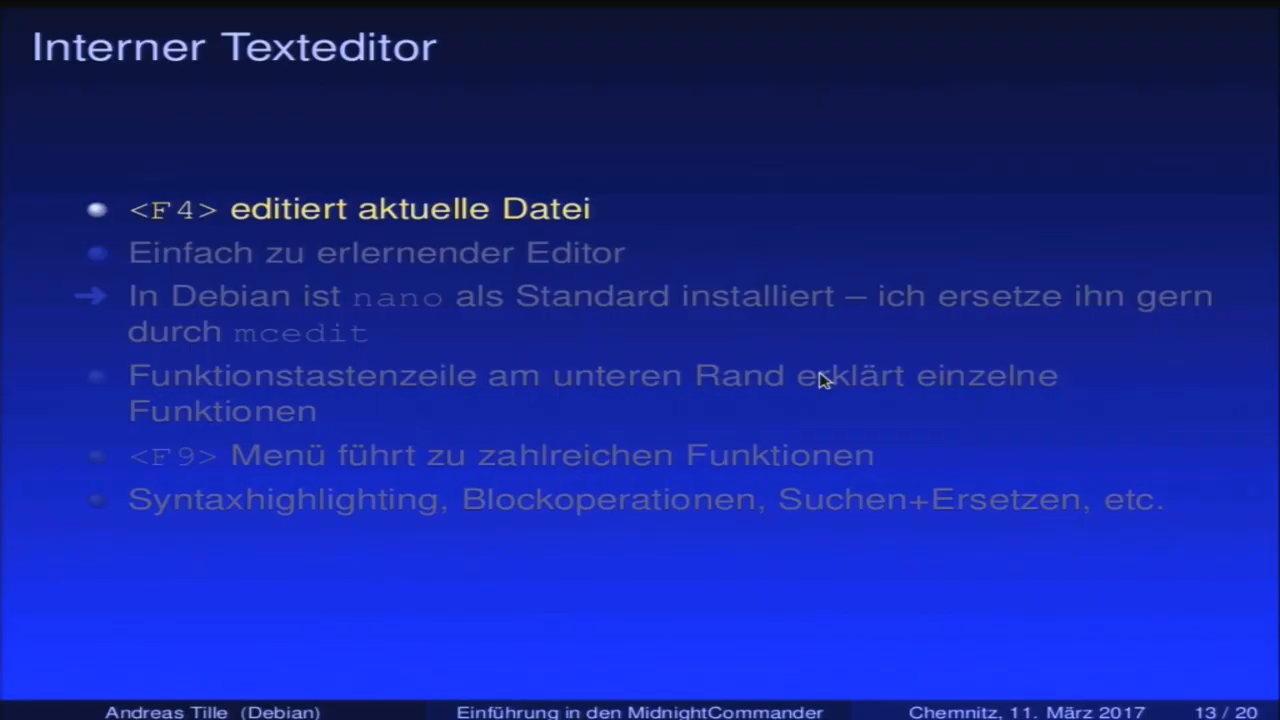 Interner Texteditor
<F4> editiert aktuelle Datei
Einfach zu erlernender Editor
In Debian ist nano als Standard installiert – ich ersetze ihn gern
durch mcedit
Funktionstastenzeile am unteren Rand erklärt einzelne
Funktionen
<F9> Menü führt zu zahlreichen Funktionen
Syntaxhighlighting, Blockoperationen, Suchen+Ersetzen, etc.
Andreas Tille (Debian) Einführung in den MidnightCommander Chemnitz, 11. März 2017 13 / 20